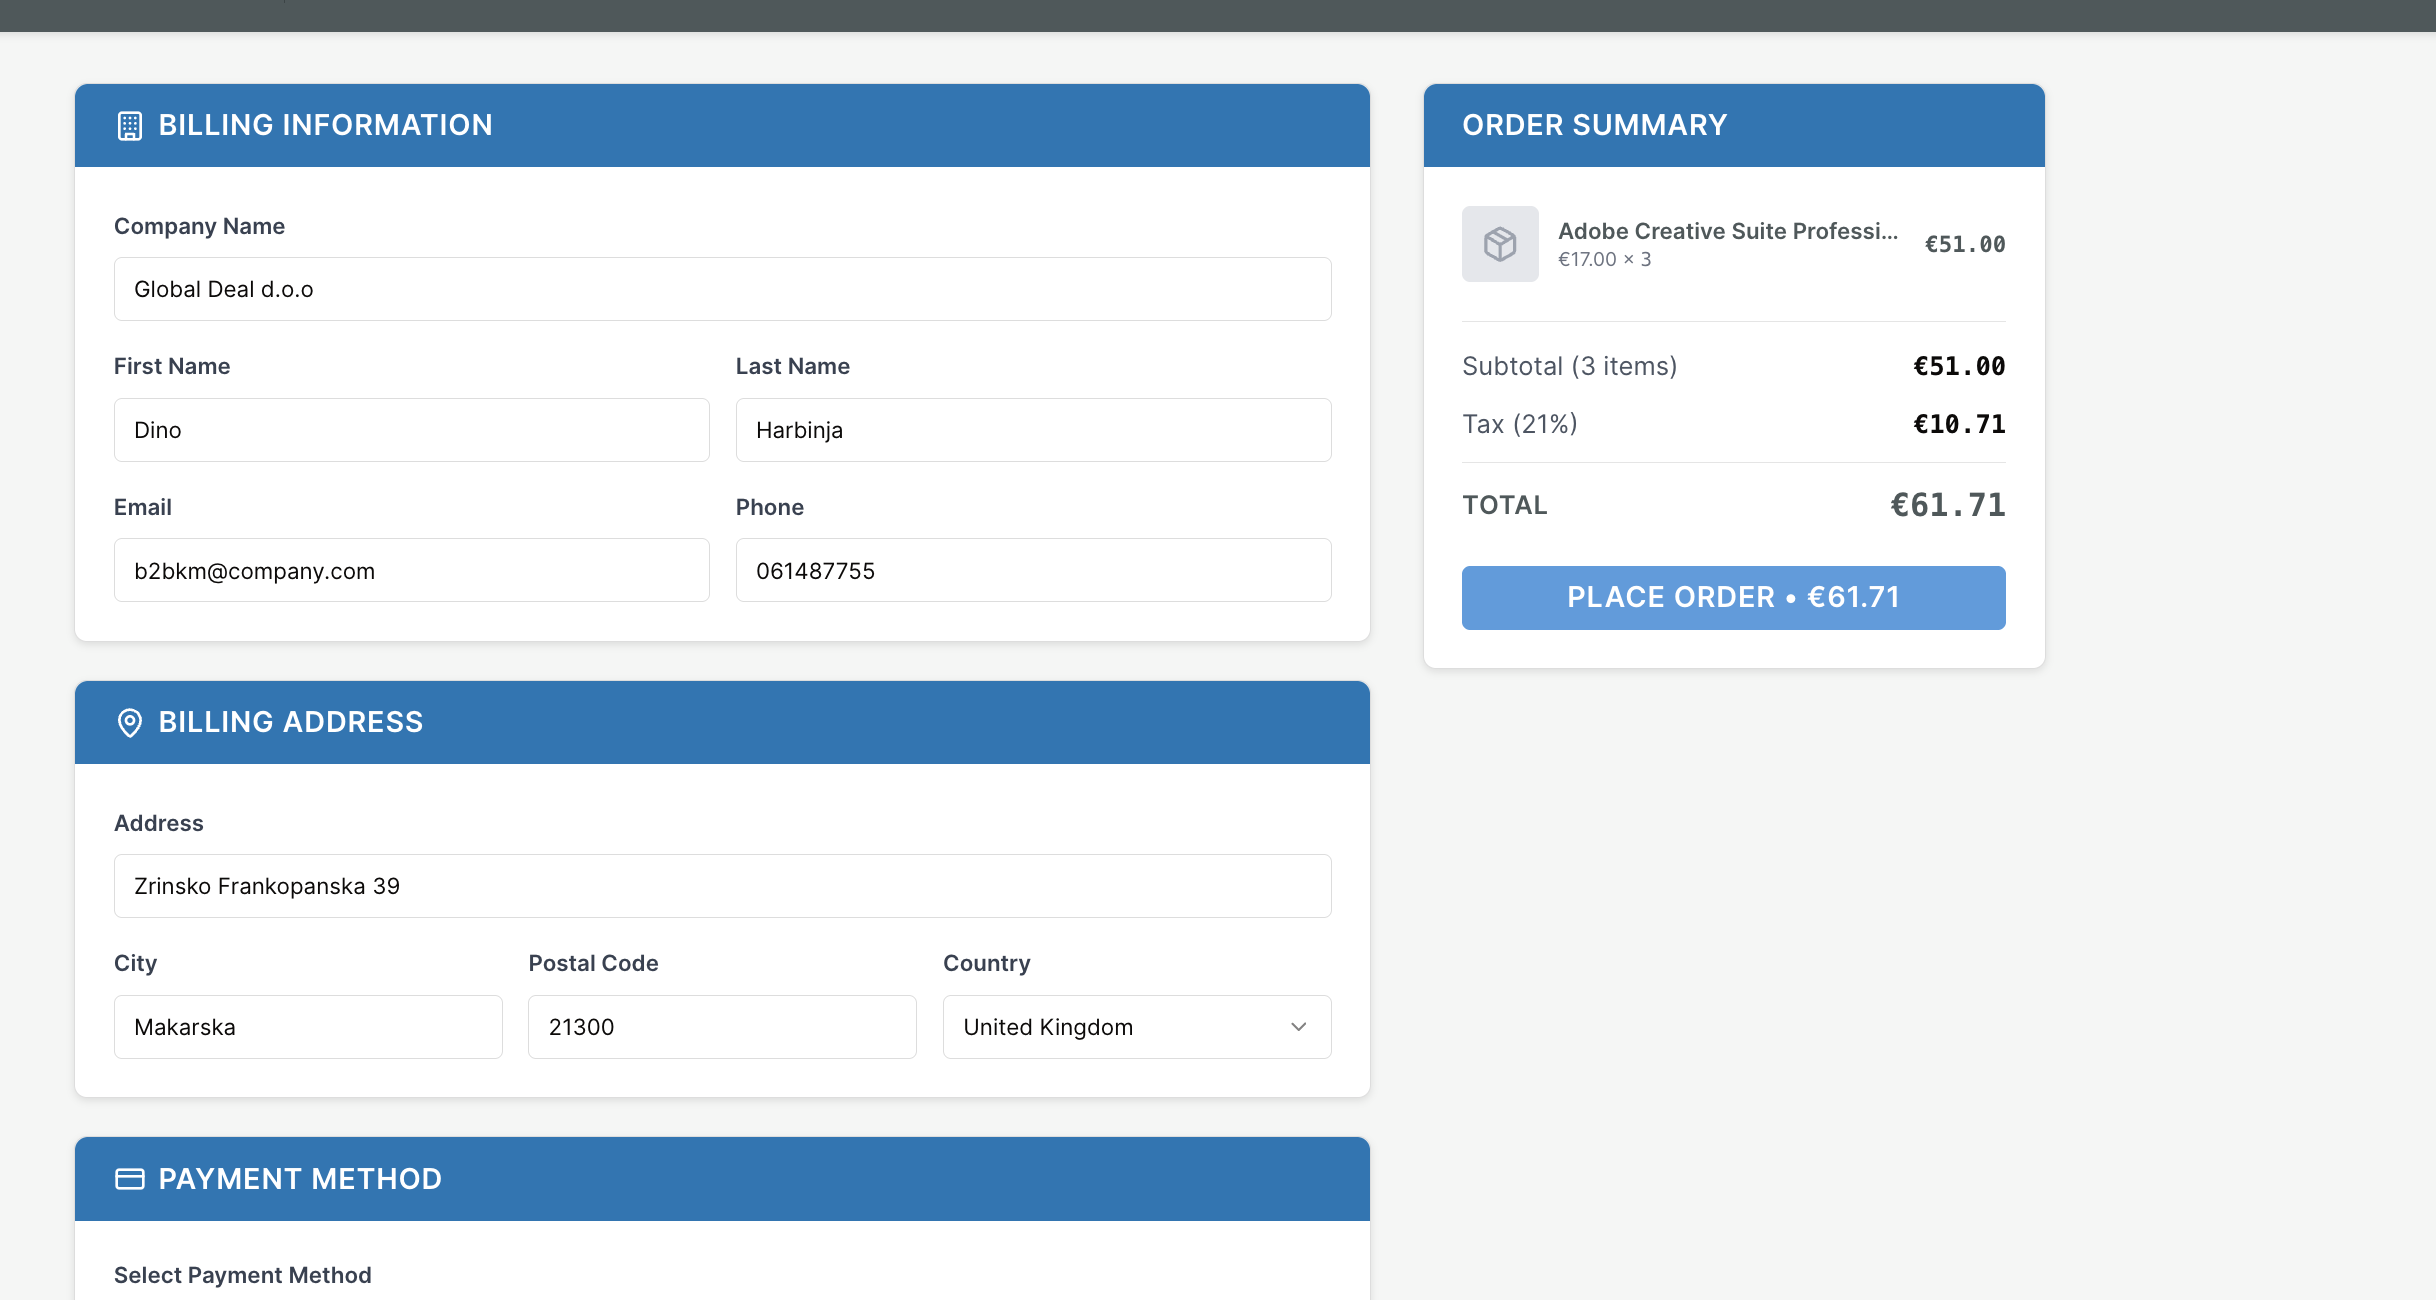 BILLING INFORMATION
Company Name
Global Deal d.o.o
First Name
Last Name
Dino
Harbinja
Email
Phone
b2bkm@company.com
061487755
BILLING ADDRESS
Address
Zrinsko Frankopanska 39
City
Postal Code
Country
Makarska
21300
United Kingdom
PAYMENT METHOD
Select Payment Method
ORDER SUMMARY
Adobe Creative Suite Professi...
€17.00 × 3
€51.00
Subtotal (3 items)
€51.00
Tax (21%)
€10.71
TOTAL
€61.71
PLACE ORDER • €61.71